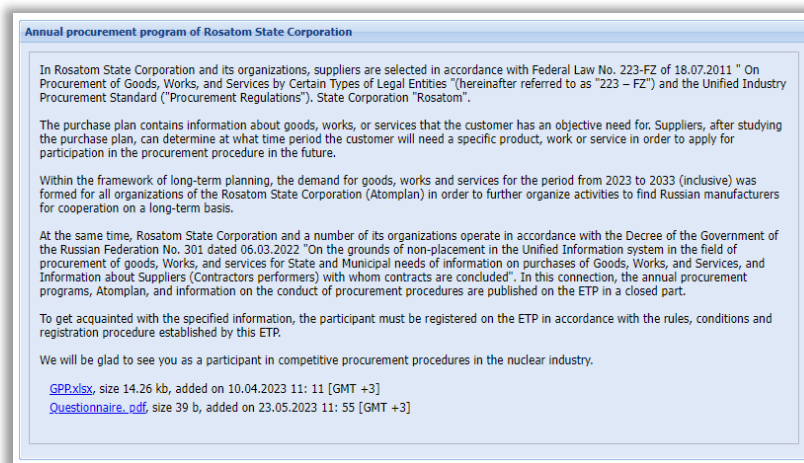 Annual procurement program of Rosatom State Corporation
In Rosatom State Corporation and its organizations, suppliers are selected in accordance with Federal Law No. 223-FZ of 18.07.2011 " On
Procurement of Goods, Works, and Services by Certain Types of Legal Entities "(hereinafter referred to as "223 – FZ") and the Unified Industry
Procurement Standard ("Procurement Regulations"). State Corporation "Rosatom".
The purchase plan contains information about goods, works, or services that the customer has an objective need for. Suppliers, after studying
the purchase plan, can determine at what time period the customer will need a specific product, work or service in order to apply for
participation in the procurement procedure in the future.
Within the framework of long-term planning, the demand for goods, works and services for the period from 2023 to 2033 (inclusive) was
formed for all organizations of the Rosatom State Corporation (Atomplan) in order to further organize activities to find Russian manufacturers
for cooperation on a long-term basis.
At the same time, Rosatom State Corporation and a number of its organizations operate in accordance with the Decree of the Government of
the Russian Federation No. 301 dated 06.03.2022 "On the grounds of non-placement in the Unified Information system in the field of
procurement of goods, Works, and services for State and Municipal needs of information on purchases of Goods, Works, and Services, and
Information about Suppliers (Contractors performers) with whom contracts are concluded". In this connection, the annual procurement
programs, Atomplan, and information on the conduct of procurement procedures are published on the ETP in a closed part.
To get acquainted with the specified information, the participant must be registered on the ETP in accordance with the rules, conditions and
registration procedure established by this ETP.
We will be glad to see you as a participant in competitive procurement procedures in the nuclear industry.
GPP.xlsx, size 14.26 kb, added on 10.04.2023 11: 11 [GMT +3]
Questionnaire. pdf, size 39 b, added on 23.05.2023 11: 55 [GMT +3]